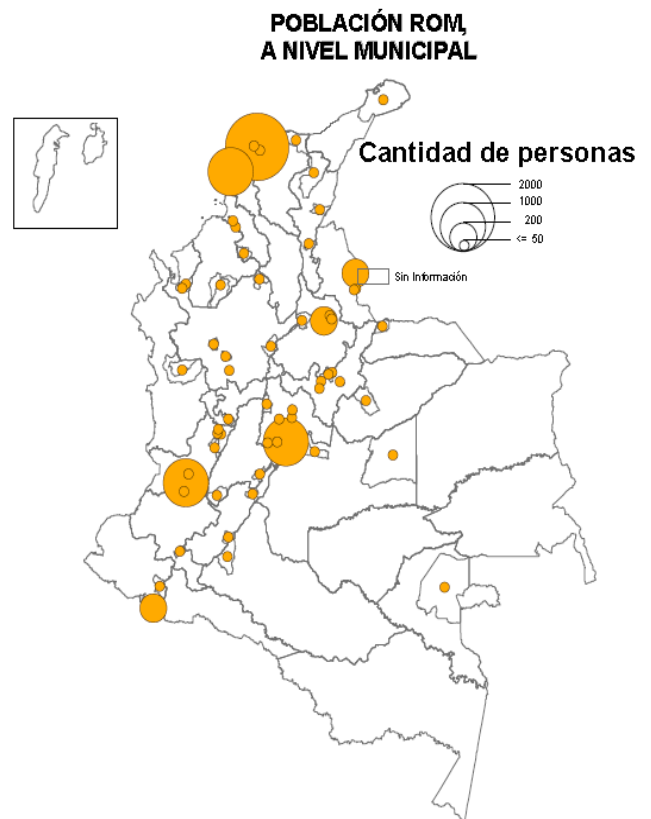 POBLACIÓN ROM,
A NIVEL MUNICIPAL
Cantidad de personas
2000
1000
200
<= 50
Sin Información